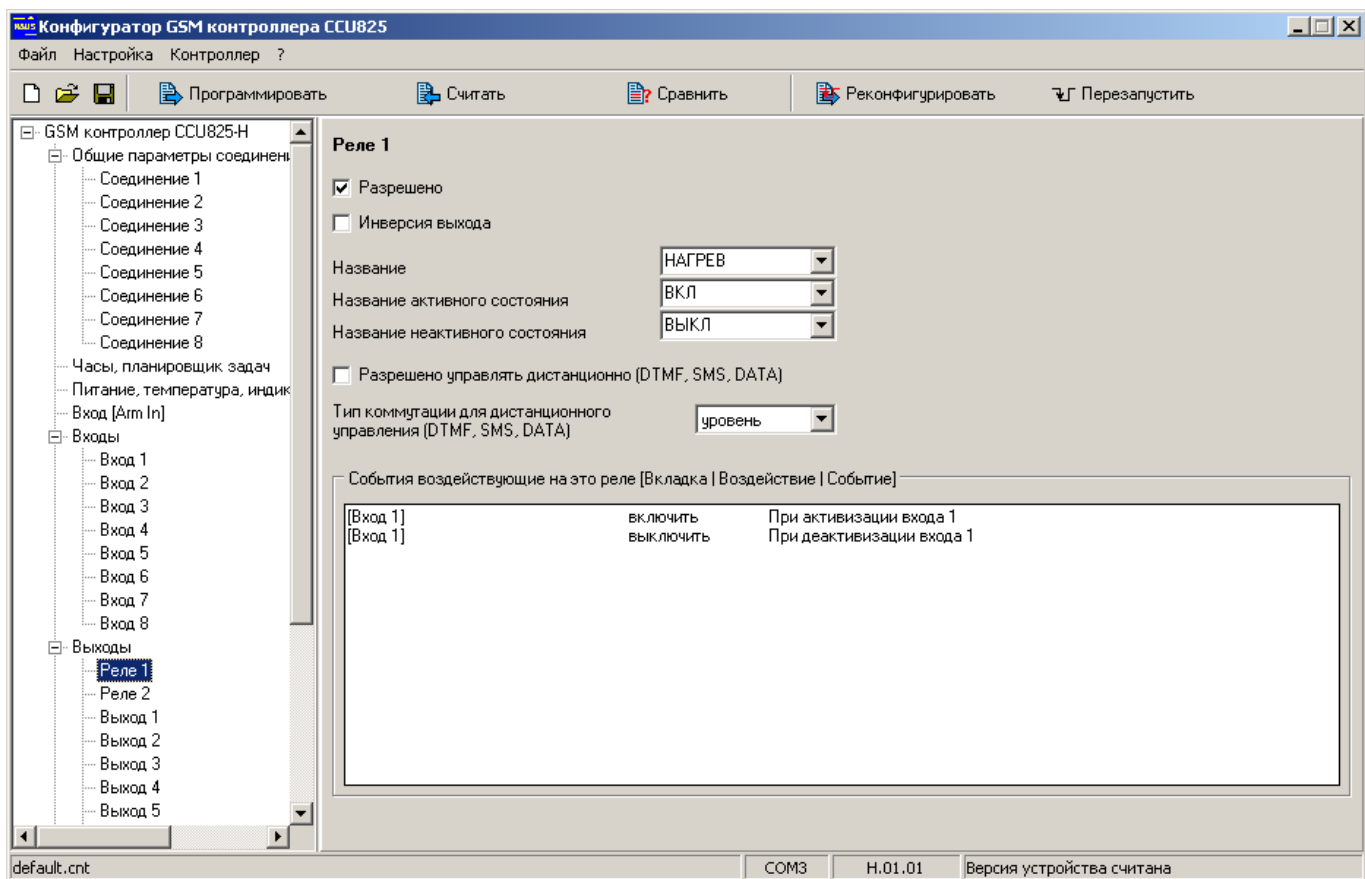 Конфигуратор GSM контроллера CCU825
Файл Настройка Контроллер ?
Программировать Считать Сравнить Реконфигурировать Перезапустить
GSM контроллер CCU825-H
Общие параметры соединени
Соединение 1
Соединение 2
Соединение 3
Соединение 4
Соединение 5
Соединение 6
Соединение 7
Соединение 8
Часы, планировщик задач
Питание, температура, индик
Вход [Arm In]
Входы
Вход 1
Вход 2
Вход 3
Вход 4
Вход 5
Вход 6
Вход 7
Вход 8
Выходы
Реле 1
Реле 2
Выход 1
Выход 2
Выход 3
Выход 4
Выход 5
Реле 1
Разрешено
Инверсия выхода
Название НАГРЕВ
Название активного состояния ВКЛ
Название неактивного состояния ВЫКЛ
Разрешено управлять дистанционно (DTMF, SMS, DATA)
Тип коммутации для дистанционного
управления (DTMF, SMS, DATA) уровень
События воздействующие на это реле [Вкладка | Воздействие | Событие]
[Вход 1] включить При активизации входа 1
[Вход 1] выключить При деактивизации входа 1
default.cnt COM3 H.01.01 Версия устройства считана